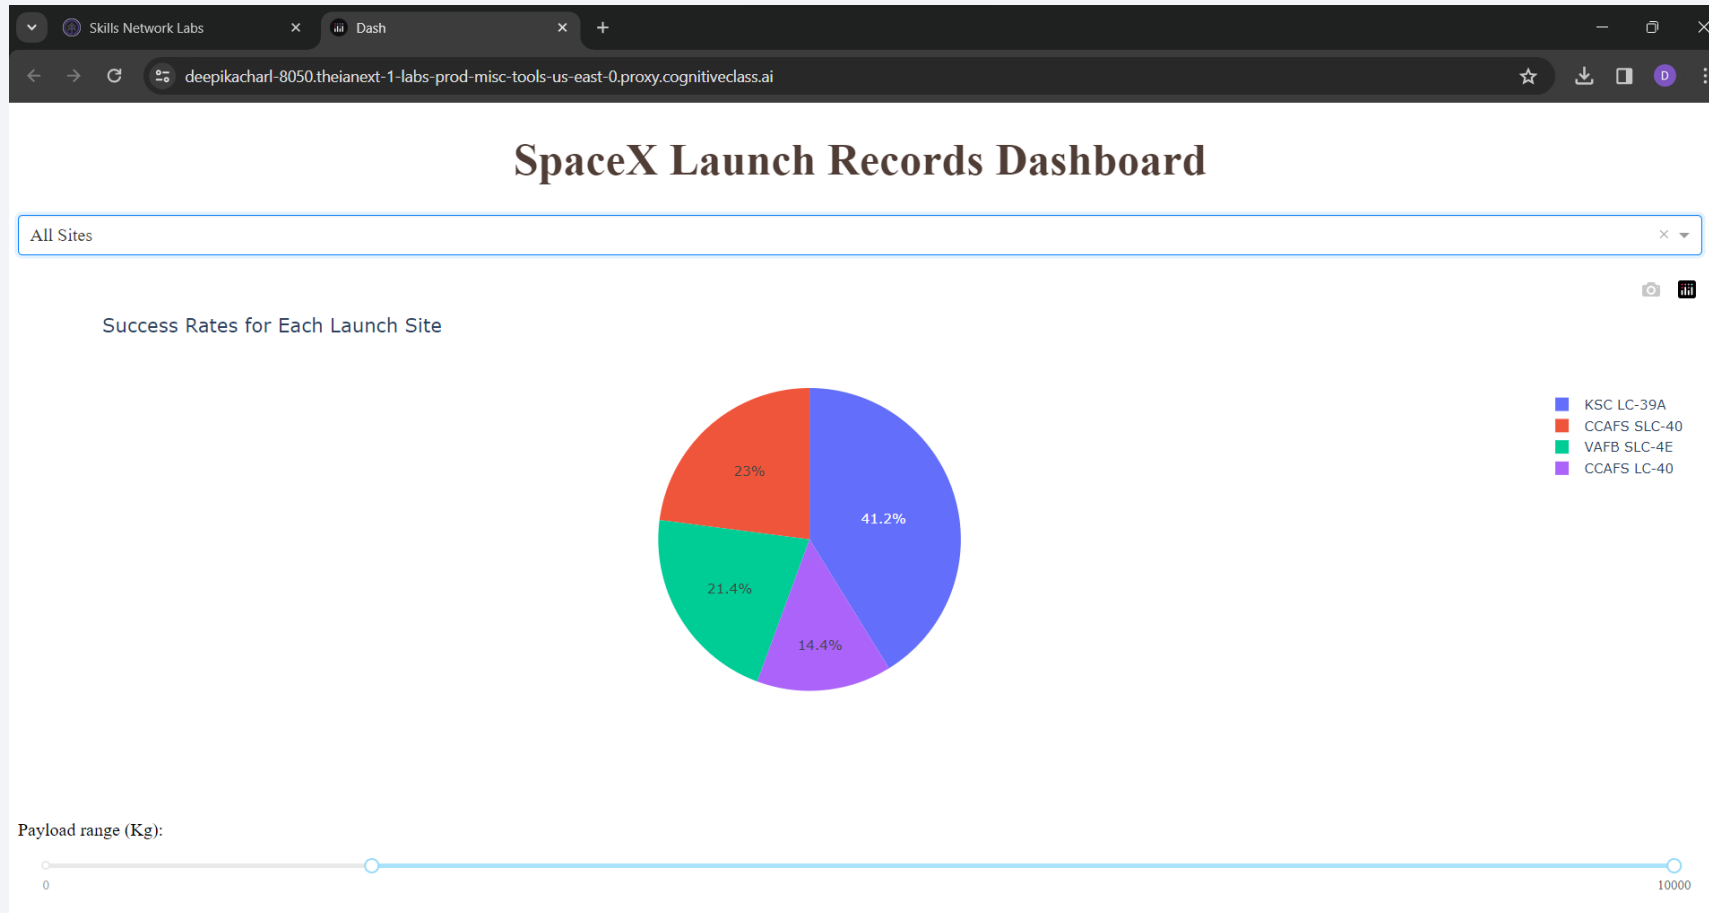 Skills Network Labs
Dash
deepikacharl-8050.theianext-1-labs-prod-misc-tools-us-east-0.proxy.cognitiveclass.ai
D
SpaceX Launch Records Dashboard
All Sites
Success Rates for Each Launch Site
KSC LC-39A
CCAFS SLC-40
VAFB SLC-4E
CCAFS LC-40
23%
41.2%
21.4%
14.4%
Payload range (Kg):
0
10000